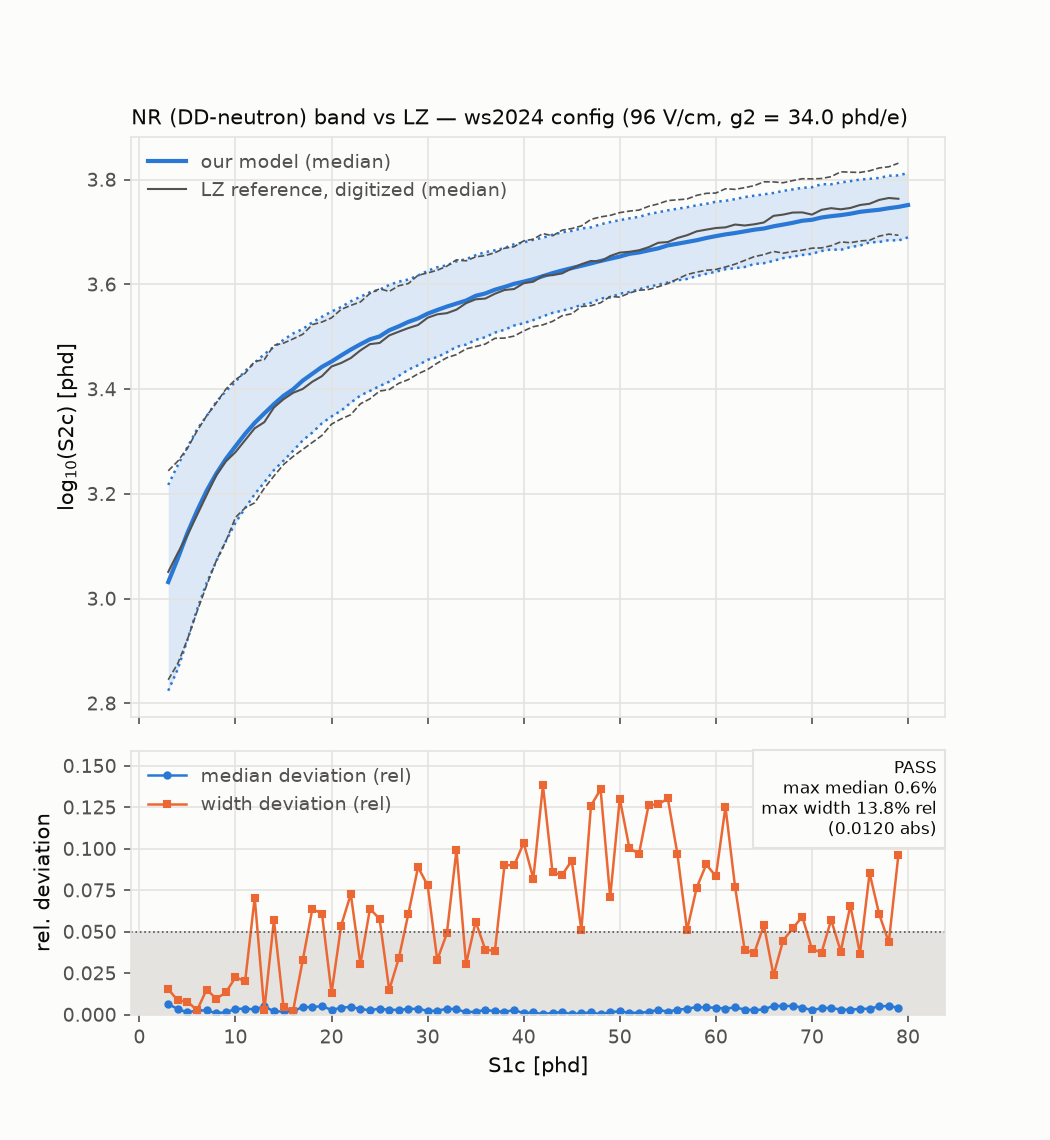 NR (DD-neutron) band vs LZ — ws2024 config (96 V/cm, g2 = 34.0 phd/e)
our model (median)
LZ reference, digitized (median)
log₁₀(S2c) [phd]
3.8
3.6
3.4
3.2
3.0
2.8
median deviation (rel)
width deviation (rel)
PASS
max median 0.6%
max width 13.8% rel
(0.0120 abs)
rel. deviation
0.150
0.125
0.100
0.075
0.050
0.025
0.000
0 10 20 30 40 50 60 70 80
S1c [phd]